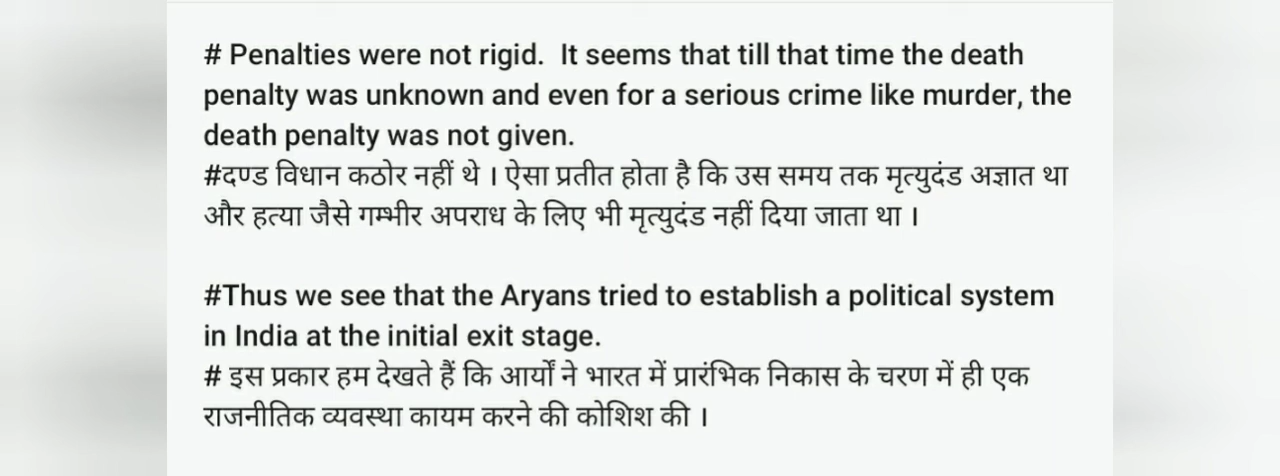 # Penalties were not rigid.  It seems that till that time the death
penalty was unknown and even for a serious crime like murder, the
death penalty was not given.
#दण्ड विधान कठोर नहीं थे । ऐसा प्रतीत होता है कि उस समय तक मृत्युदंड अज्ञात था
और हत्या जैसे गम्भीर अपराध के लिए भी मृत्युदंड नहीं दिया जाता था ।
#Thus we see that the Aryans tried to establish a political system
in India at the initial exit stage.
# इस प्रकार हम देखते हैं कि आर्यों ने भारत में प्रारंभिक निकास के चरण में ही एक
राजनीतिक व्यवस्था कायम करने की कोशिश की ।